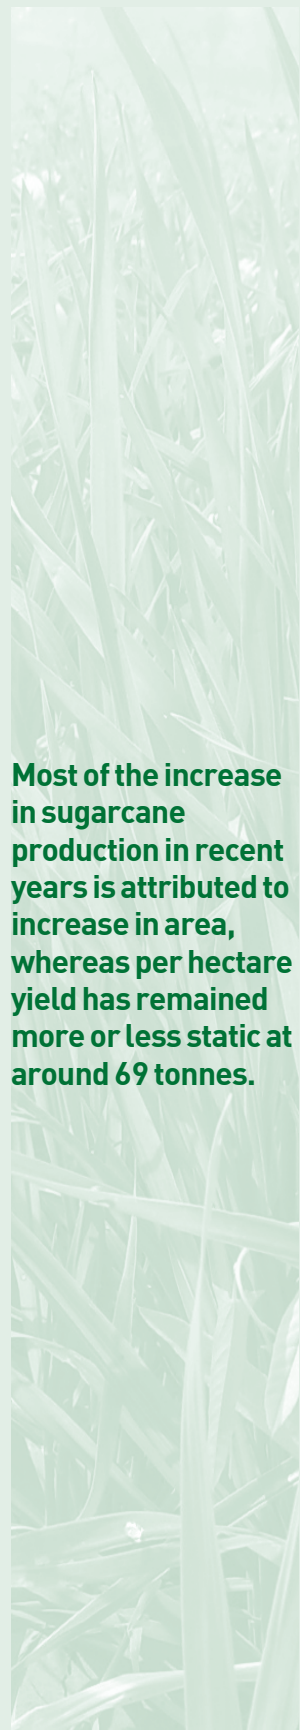 Most of the increase
in sugarcane
production in recent
years is attributed to
increase in area,
whereas per hectare
yield has remained
more or less static at
around 69 tonnes.